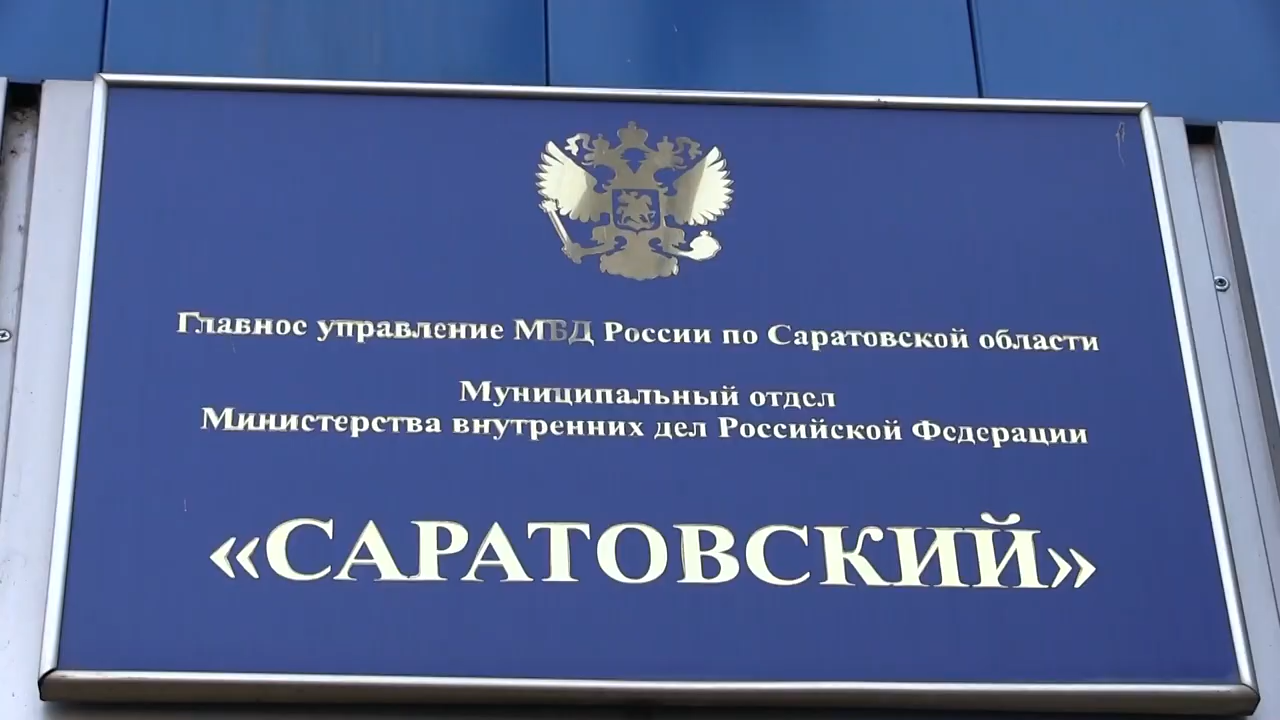 Главное управление МВД России по Саратовской области
Муниципальный отдел
Министерства внутренних дел Российской Федерации
«САРАТОВСКИЙ»